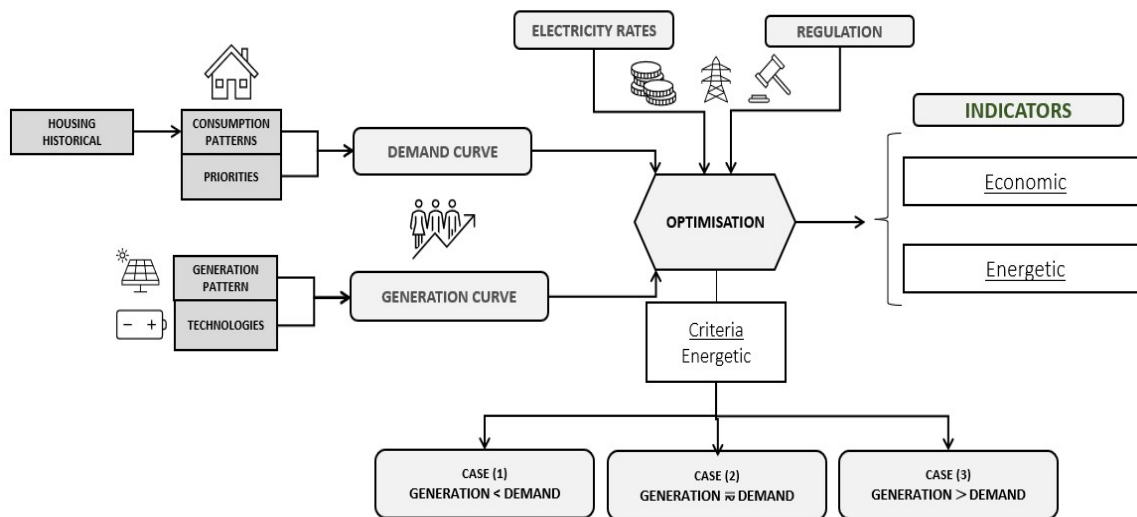 ELECTRICITY RATES
REGULATION
INDICATORS
HOUSING
HISTORICAL
CONSUMPTION
PATTERNS
PRIORITIES
DEMAND CURVE
OPTIMISATION
Economic
Energetic
GENERATION
PATTERN
TECHNOLOGIES
GENERATION CURVE
Criteria
Energetic
CASE (1)
GENERATION < DEMAND
CASE (2)
GENERATION ≂ DEMAND
CASE (3)
GENERATION > DEMAND